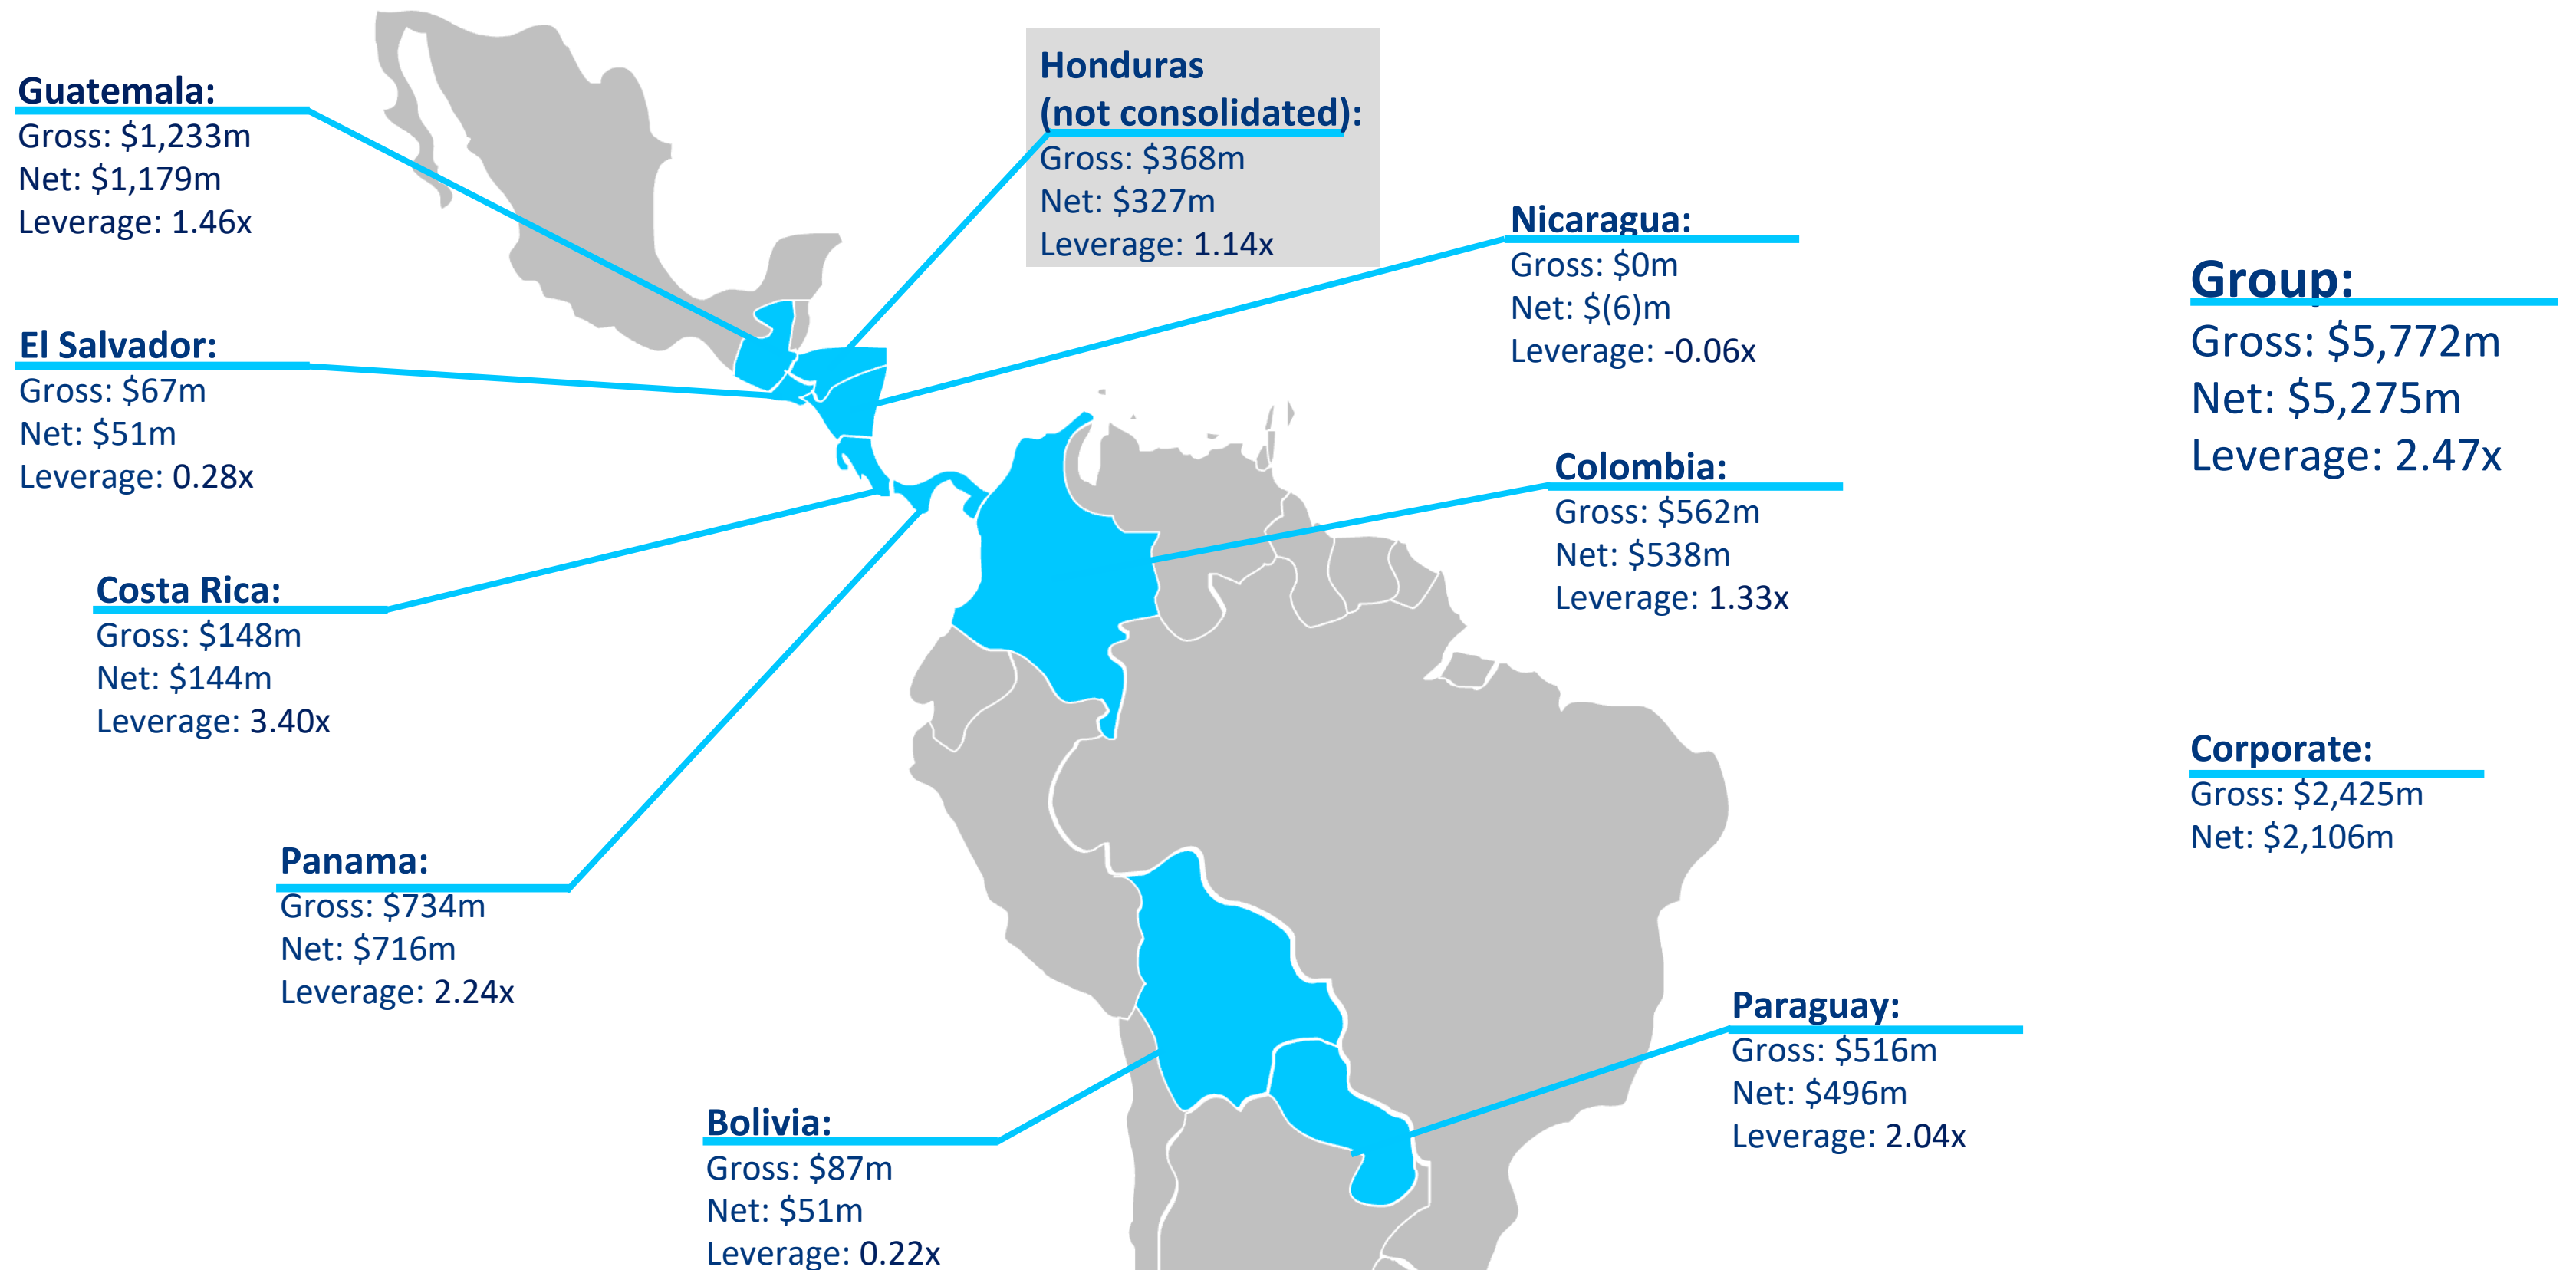 Guatemala:
Gross: $1,233m
Net: $1,179m
Leverage: 1.46x
Honduras
(not consolidated):
Gross: $368m
Net: $327m
Leverage: 1.14x
Nicaragua:
Gross: $0m
Net: $(6)m
Leverage: -0.06x
Group:
Gross: $5,772m
Net: $5,275m
Leverage: 2.47x
El Salvador:
Gross: $67m
Net: $51m
Leverage: 0.28x
Colombia:
Gross: $562m
Net: $538m
Leverage: 1.33x
Costa Rica:
Gross: $148m
Net: $144m
Leverage: 3.40x
Corporate:
Gross: $2,425m
Net: $2,106m
Panama:
Gross: $734m
Net: $716m
Leverage: 2.24x
Paraguay:
Gross: $516m
Net: $496m
Leverage: 2.04x
Bolivia:
Gross: $87m
Net: $51m
Leverage: 0.22x